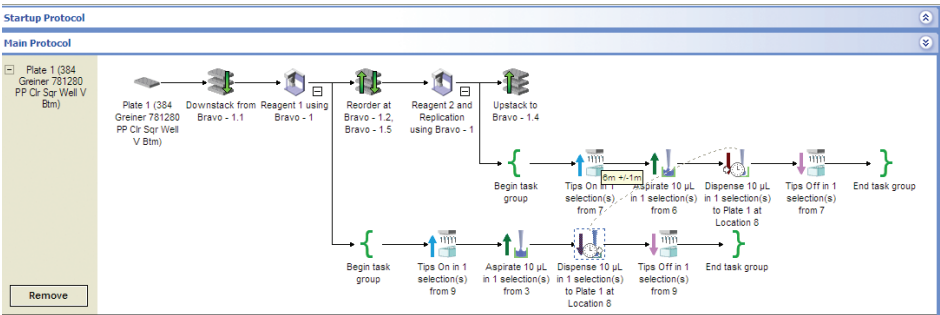 Startup Protocol
Main Protocol
Plate 1 (384
Greiner 781280
PP Clr Sqr Well V
Btm)
Plate 1 (384
Greiner 781280
PP Clr Sqr Well
V Btm)
Downstack from
Bravo - 1.1
Reagent 1 using
Bravo - 1
Reorder at
Bravo - 1.2,
Bravo - 1.5
Reagent 2 and
Replication
using Bravo - 1
Upstack to
Bravo - 1.4
Begin task
group
Tips On in 1
selection(s)
from 7
6m +/-1m
Aspirate 10 µL
in 1 selection(s)
from 6
Dispense 10 µL
in 1 selection(s)
to Plate 1 at
Location 8
Tips Off in 1
selection(s)
from 7
End task group
Begin task
group
Tips On in 1
selection(s)
from 9
Aspirate 10 µL
in 1 selection(s)
from 3
Dispense 10 µL
in 1 selection(s)
to Plate 1 at
Location 8
Tips Off in 1
selection(s)
from 9
End task group
Remove